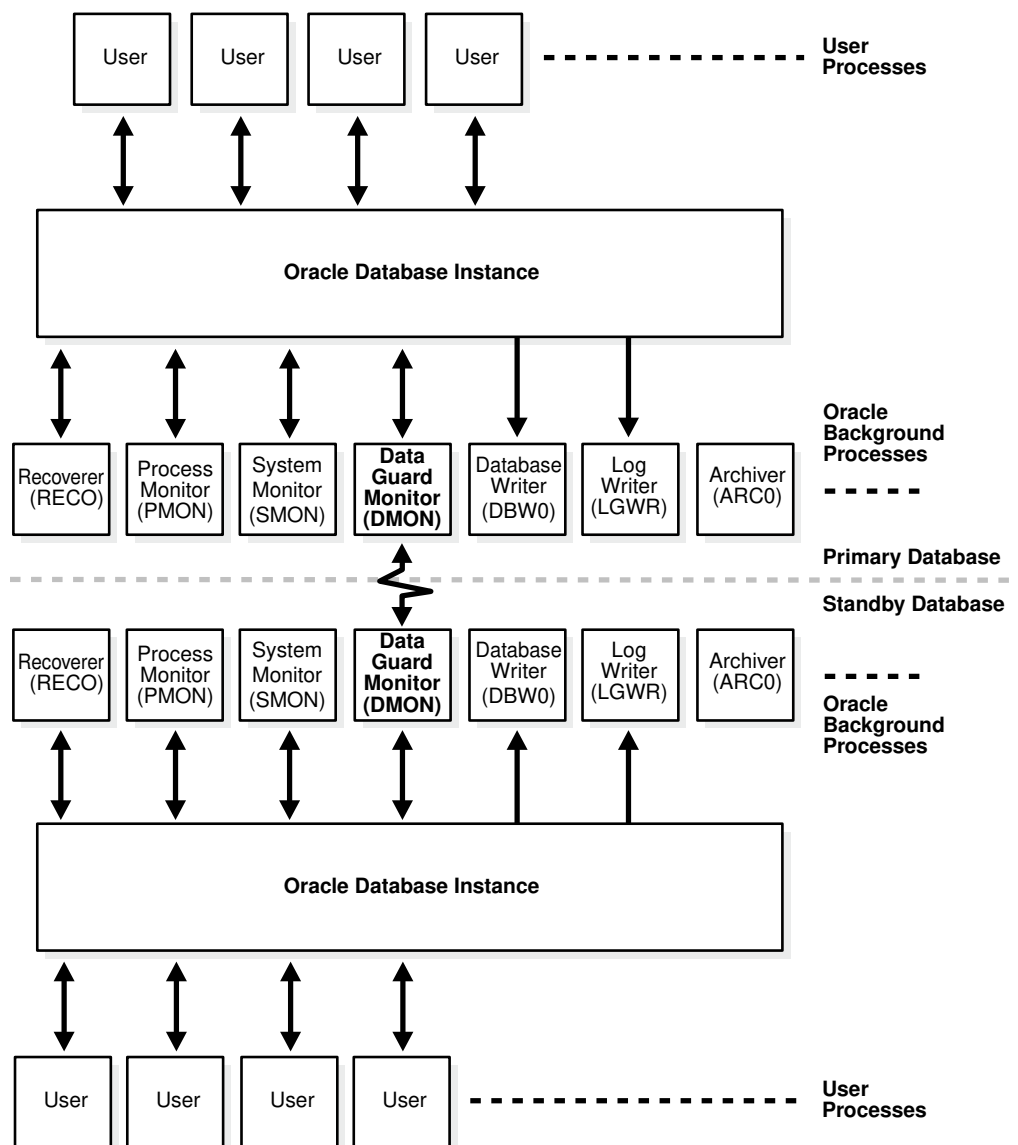 User
User
User
User
User
Processes
Oracle Database Instance
Oracle
Background
Processes
Recoverer
(RECO)
Process
Monitor
(PMON)
System
Monitor
(SMON)
Data
Guard
Monitor
(DMON)
Database
Writer
(DBW0)
Log
Writer
(LGWR)
Archiver
(ARC0)
Primary Database
Standby Database
Recoverer
(RECO)
Process
Monitor
(PMON)
System
Monitor
(SMON)
Data
Guard
Monitor
(DMON)
Database
Writer
(DBW0)
Log
Writer
(LGWR)
Archiver
(ARC0)
Oracle
Background
Processes
Oracle Database Instance
User
User
User
User
User
Processes